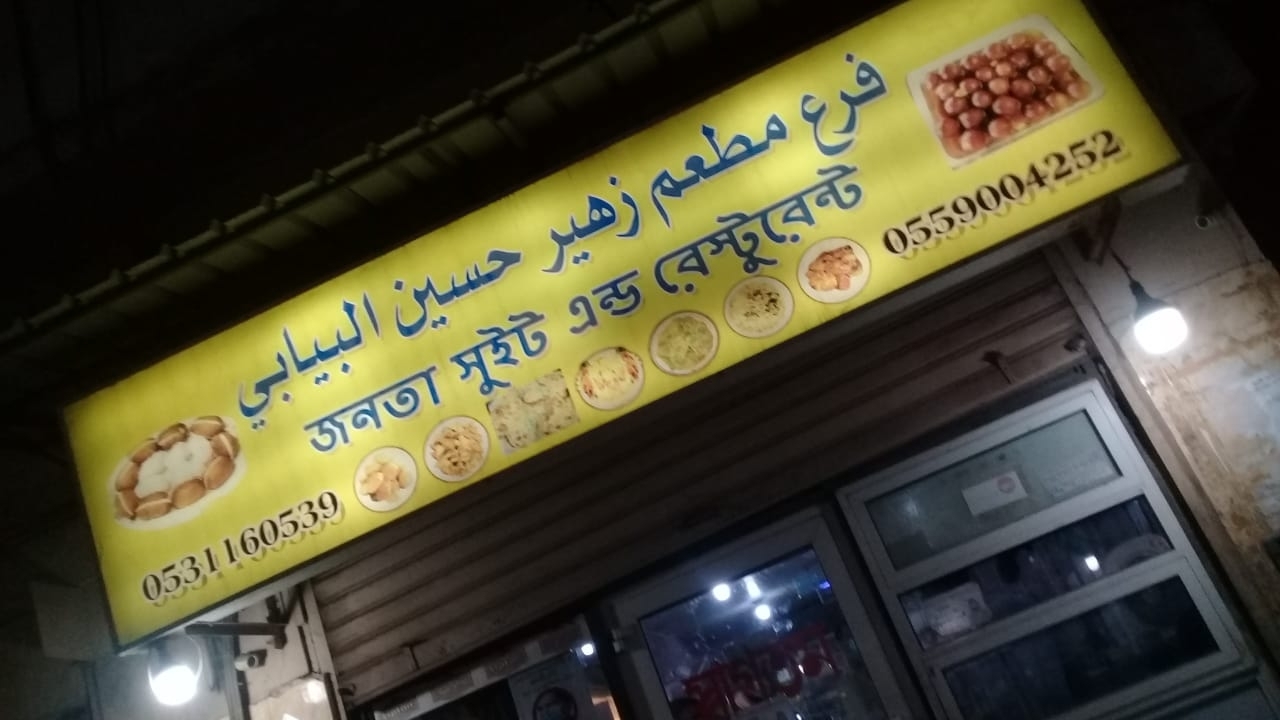 فرع مطعم زهير حسين البيابي
জনতা সুইট এন্ড রেস্টুরেন্ট
0559004252
0531160539